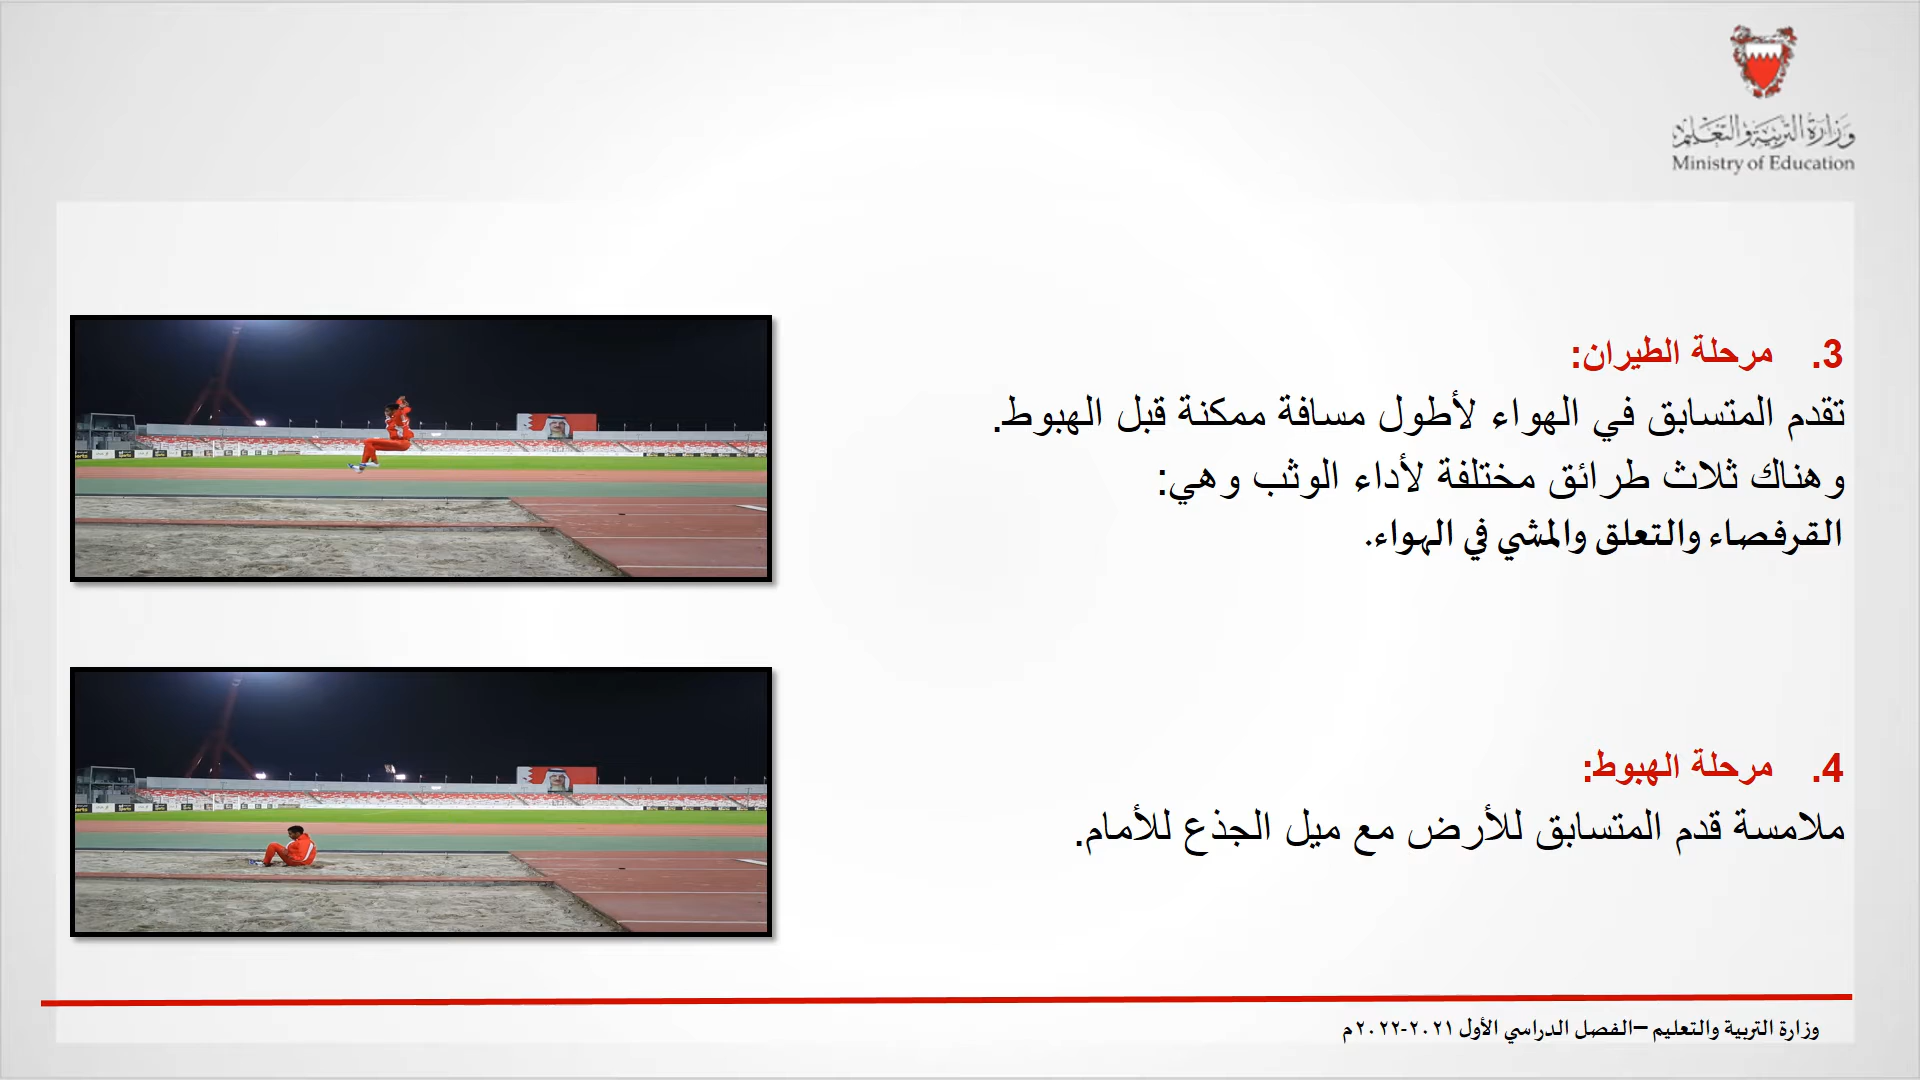 وزارة التربية والتعليم
Ministry of Education
3. مرحلة الطيران:
تقدم المتسابق في الهواء لأطول مسافة ممكنة قبل الهبوط.
وهناك ثلاث طرائق مختلفة لأداء الوثب وهي:
القرفصاء والتعلق والمشي في الهواء.
4. مرحلة الهبوط:
ملامسة قدم المتسابق للأرض مع ميل الجذع للأمام.
وزارة التربية والتعليم –الفصل الدراسي الأول ٢٠٢١-٢٠٢٢م